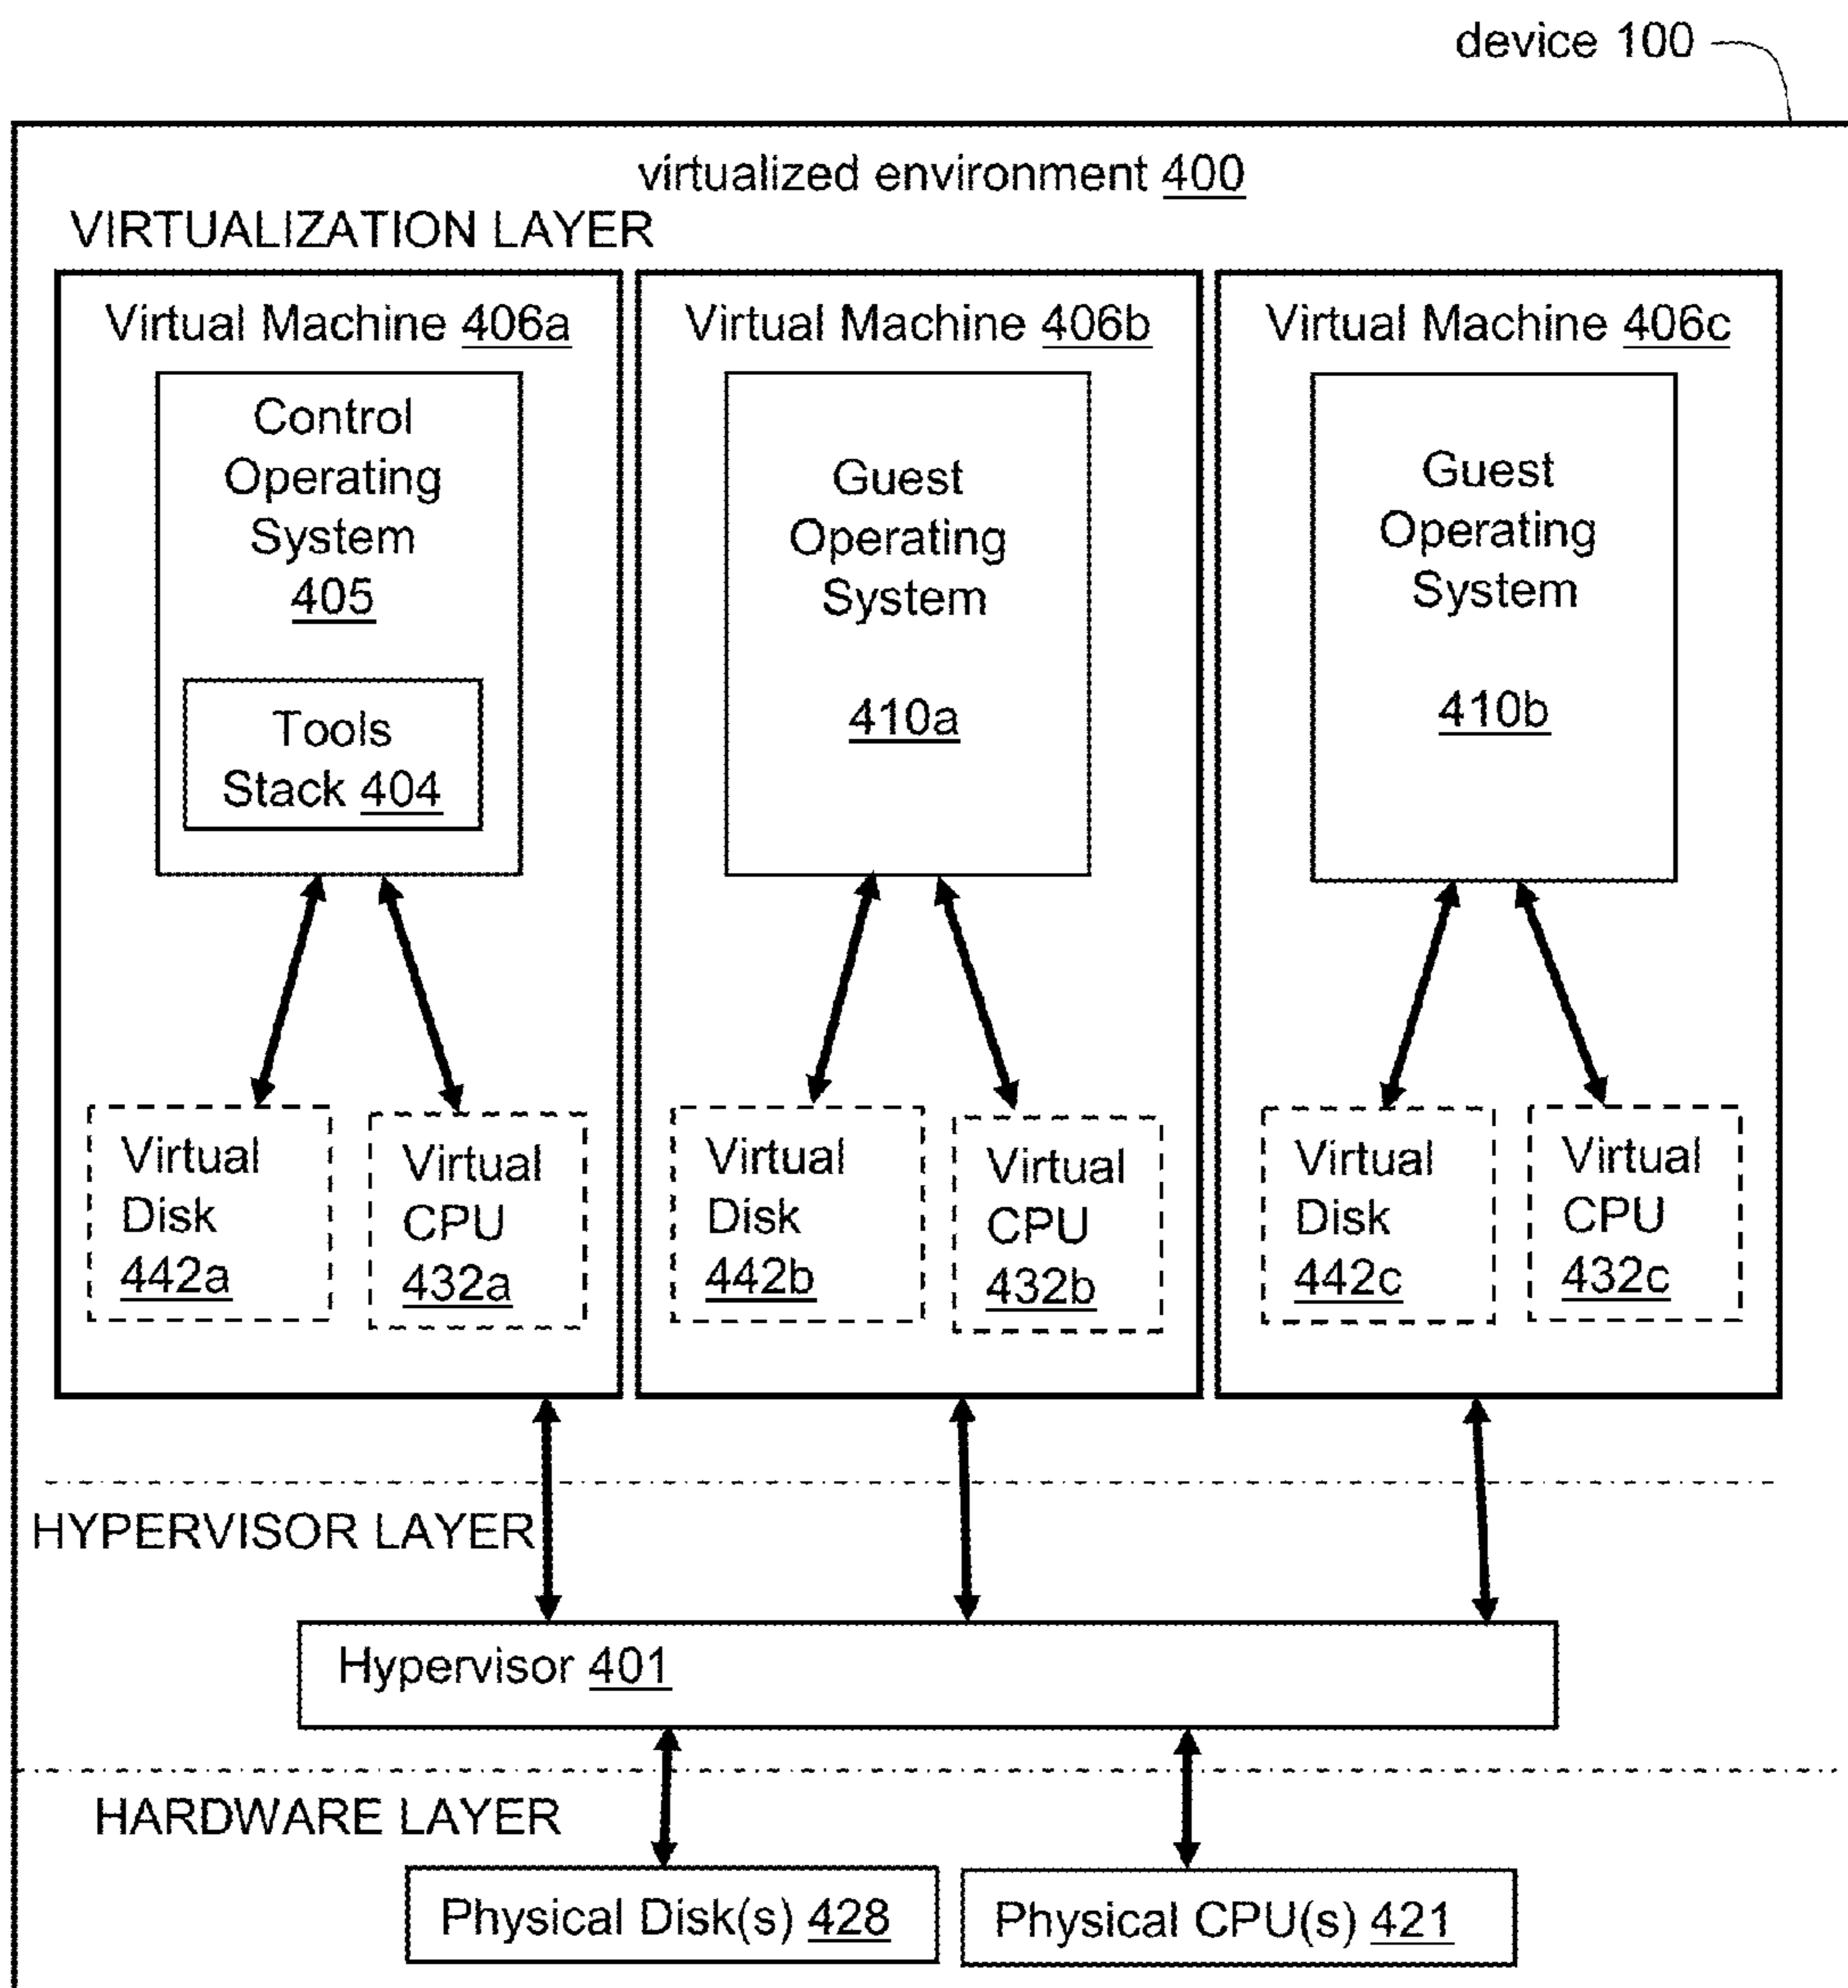 device 100
virtualized environment 400
VIRTUALIZATION LAYER
Virtual Machine 406a
Control
Operating
System
405
Tools
Stack 404
Virtual
Disk
442a
Virtual
CPU
432a
Virtual Machine 406b
Guest
Operating
System
410a
Virtual
Disk
442b
Virtual
CPU
432b
Virtual Machine 406c
Guest
Operating
System
410b
Virtual
Disk
442c
Virtual
CPU
432c
HYPERVISOR LAYER
Hypervisor 401
HARDWARE LAYER
Physical Disk(s) 428
Physical CPU(s) 421